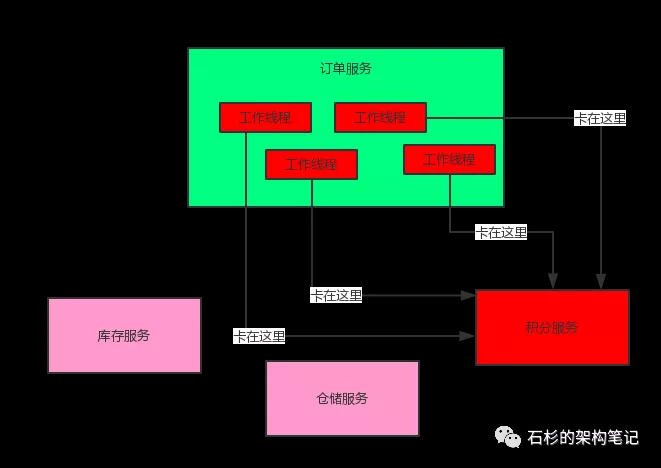 订单服务
工作线程
工作线程
卡在这里
工作线程
工作线程
卡在这里
卡在这里
卡在这里
库存服务
积分服务
仓储服务
石杉的架构笔记